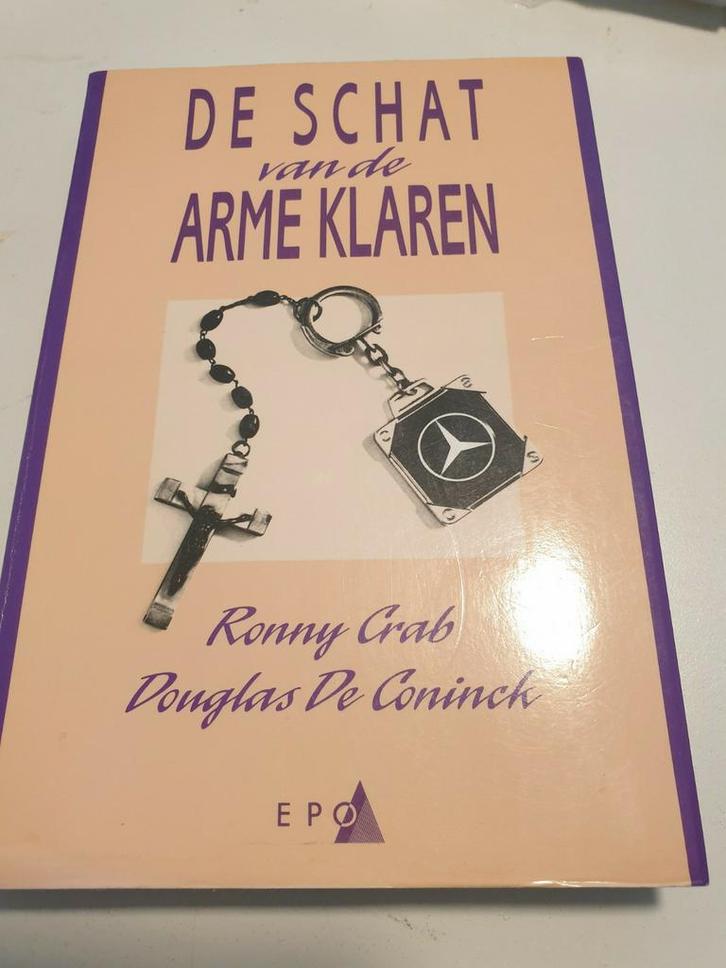 DE SCHAT
van de
ARME KLAREN
Ronny Crab
Douglas De Coninck
EPO